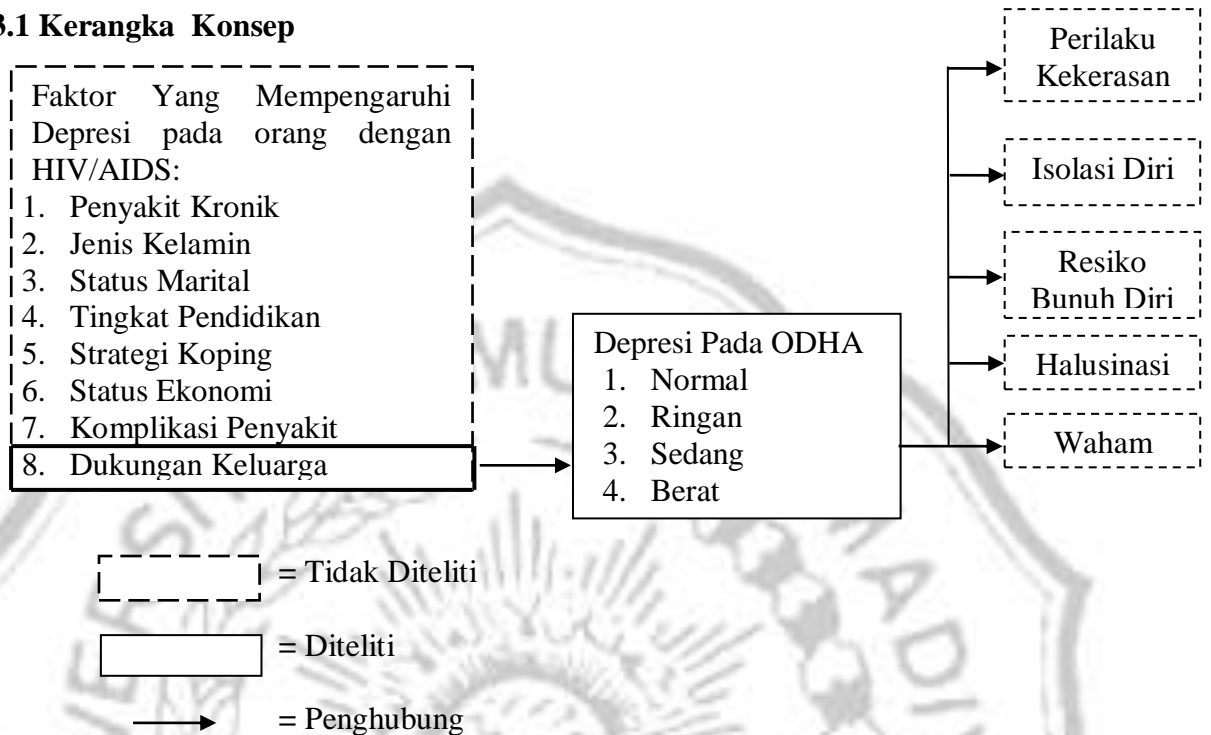 3.1 Kerangka Konsep
Faktor Yang Mempengaruhi
Depresi pada orang dengan
HIV/AIDS:
1. Penyakit Kronik
2. Jenis Kelamin
3. Status Marital
4. Tingkat Pendidikan
5. Strategi Koping
6. Status Ekonomi
7. Komplikasi Penyakit
8. Dukungan Keluarga
Depresi Pada ODHA
1. Normal
2. Ringan
3. Sedang
4. Berat
Perilaku
Kekerasan
Isolasi Diri
Resiko
Bunuh Diri
Halusinasi
Waham
= Tidak Diteliti
= Diteliti
= Penghubung